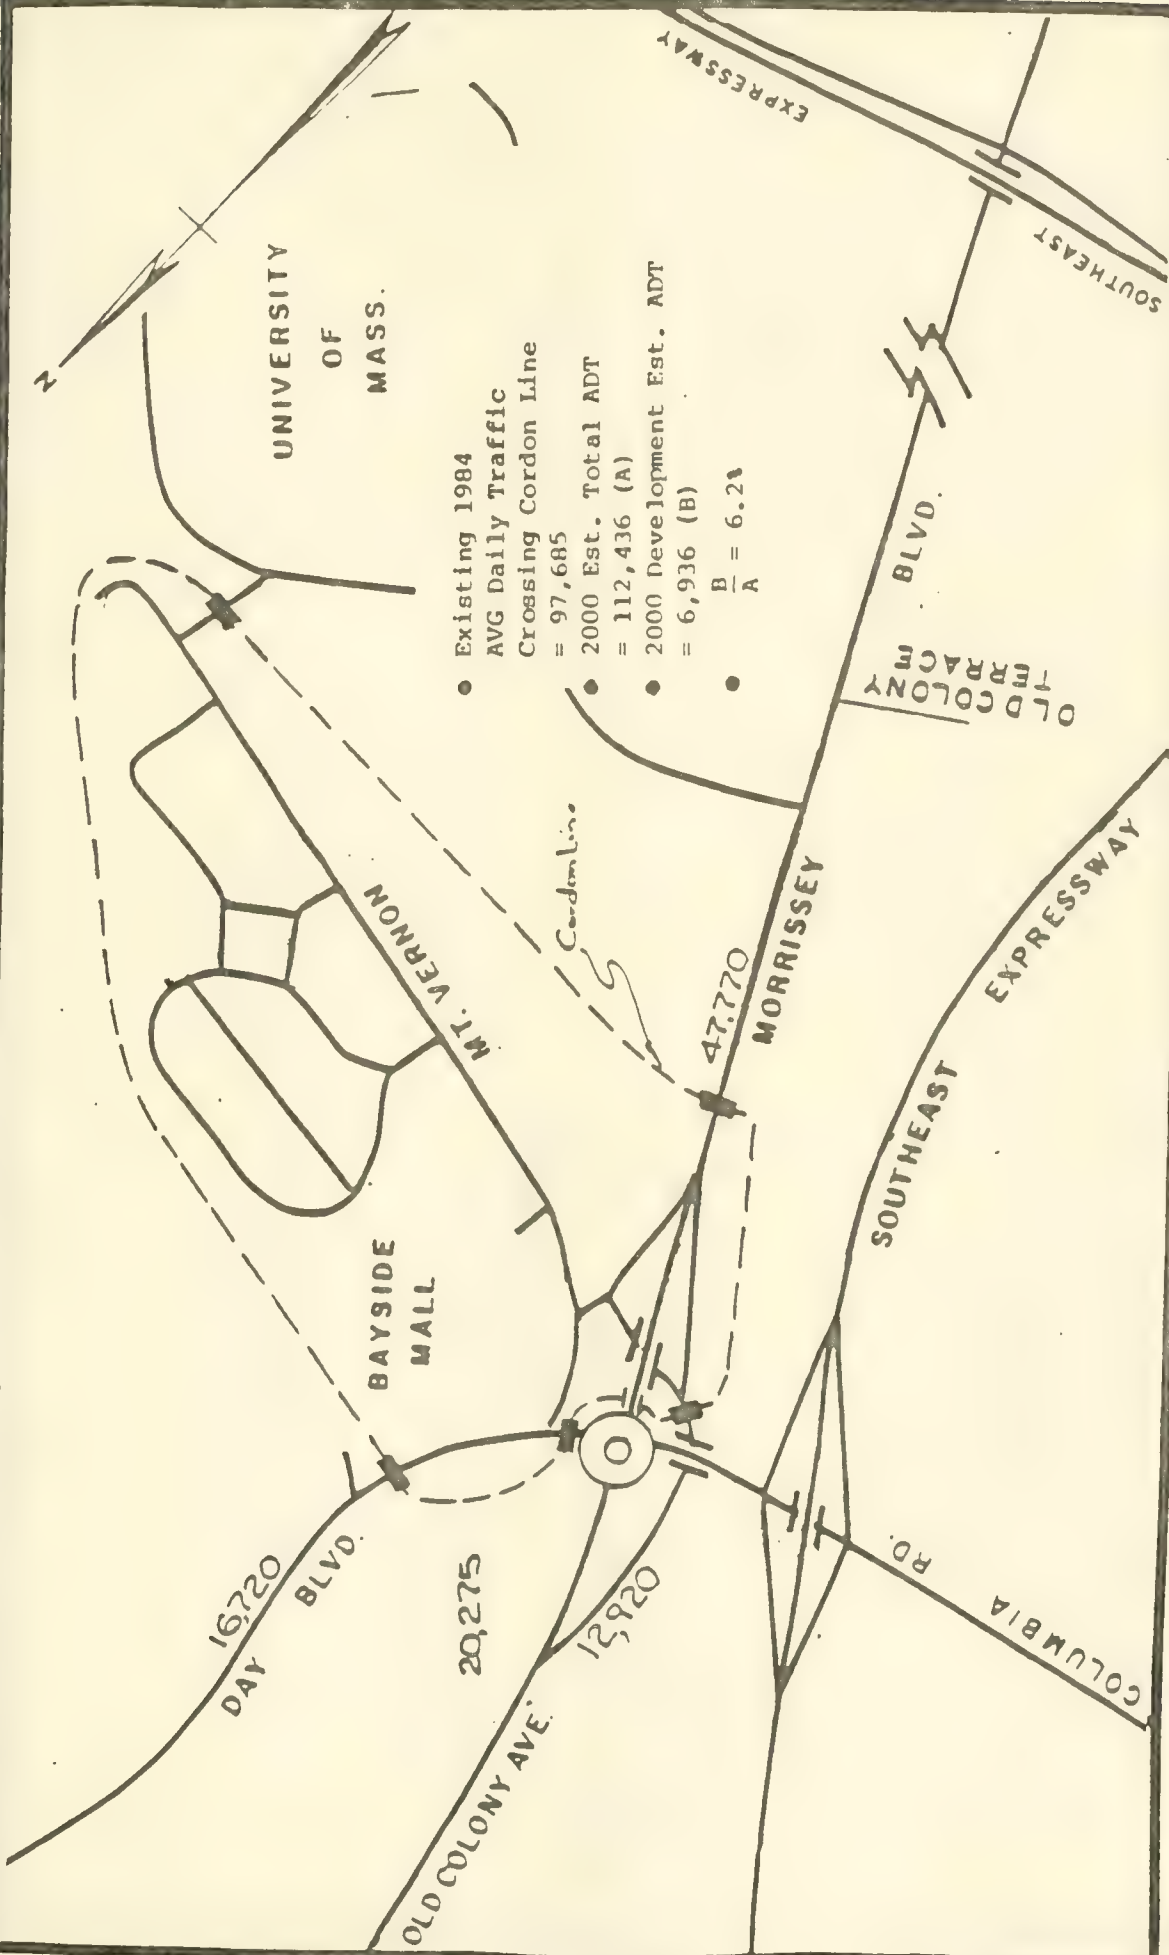 N
UNIVERSITY
OF
MASS.
EXPRESSWAY
SOUTHEAST
• Existing 1984
AVG Daily Traffic
Crossing Cordon Line
= 97,685
• 2000 Est. Total ADT
= 112,436 (A)
• 2000 Development Est. ADT
= 6,936 (B)
• B
A = 6.2%
BLVD.
OLD COLONY
TERRACE
Cordon Line
MT. VERNON
47,770
MORRISSEY
SOUTHEAST EXPRESSWAY
BAYSIDE
MALL
16,720
DAY BLVD.
20,275
12,920
OLD COLONY AVE.
COLUMBIA RD.